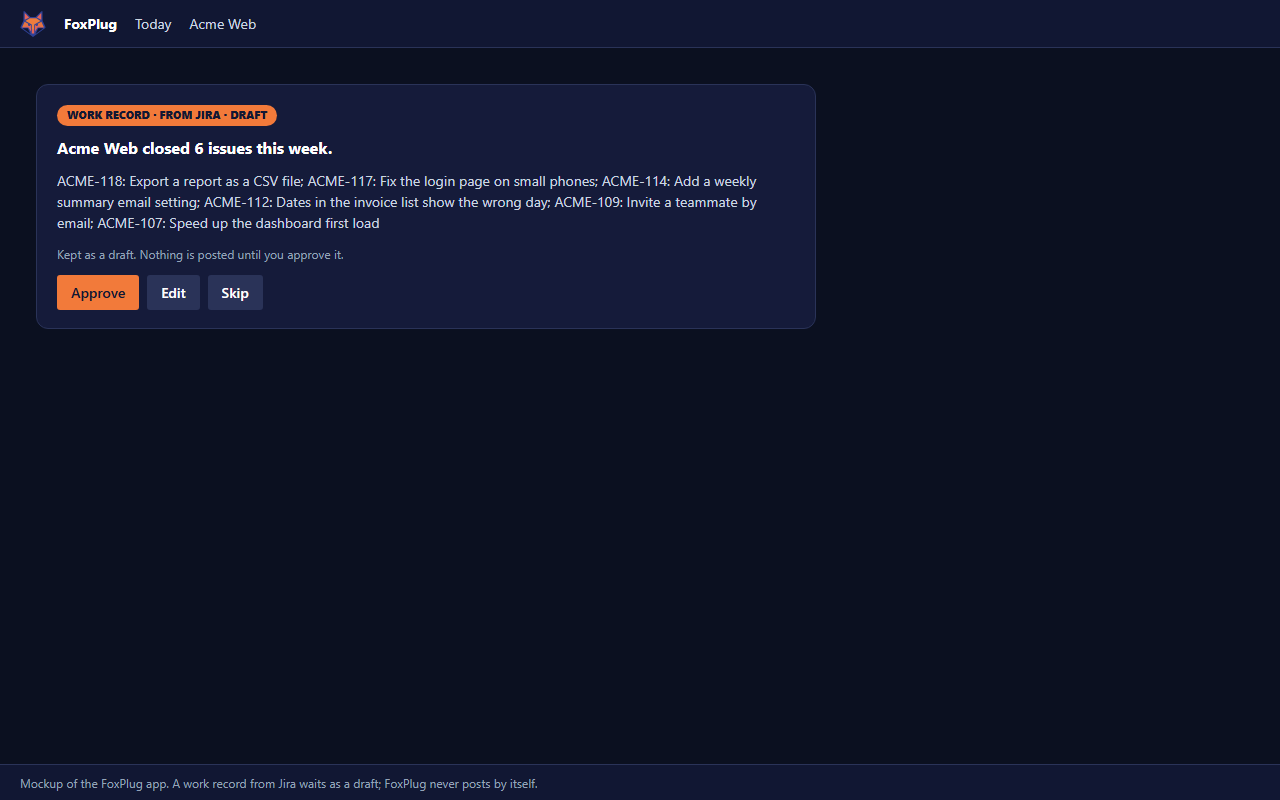 FoxPlug Today Acme Web
WORK RECORD · FROM JIRA · DRAFT
Acme Web closed 6 issues this week.
ACME-118: Export a report as a CSV file; ACME-117: Fix the login page on small phones; ACME-114: Add a weekly
summary email setting; ACME-112: Dates in the invoice list show the wrong day; ACME-109: Invite a teammate by
email; ACME-107: Speed up the dashboard first load
Kept as a draft. Nothing is posted until you approve it.
Approve Edit Skip
Mockup of the FoxPlug app. A work record from Jira waits as a draft; FoxPlug never posts by itself.